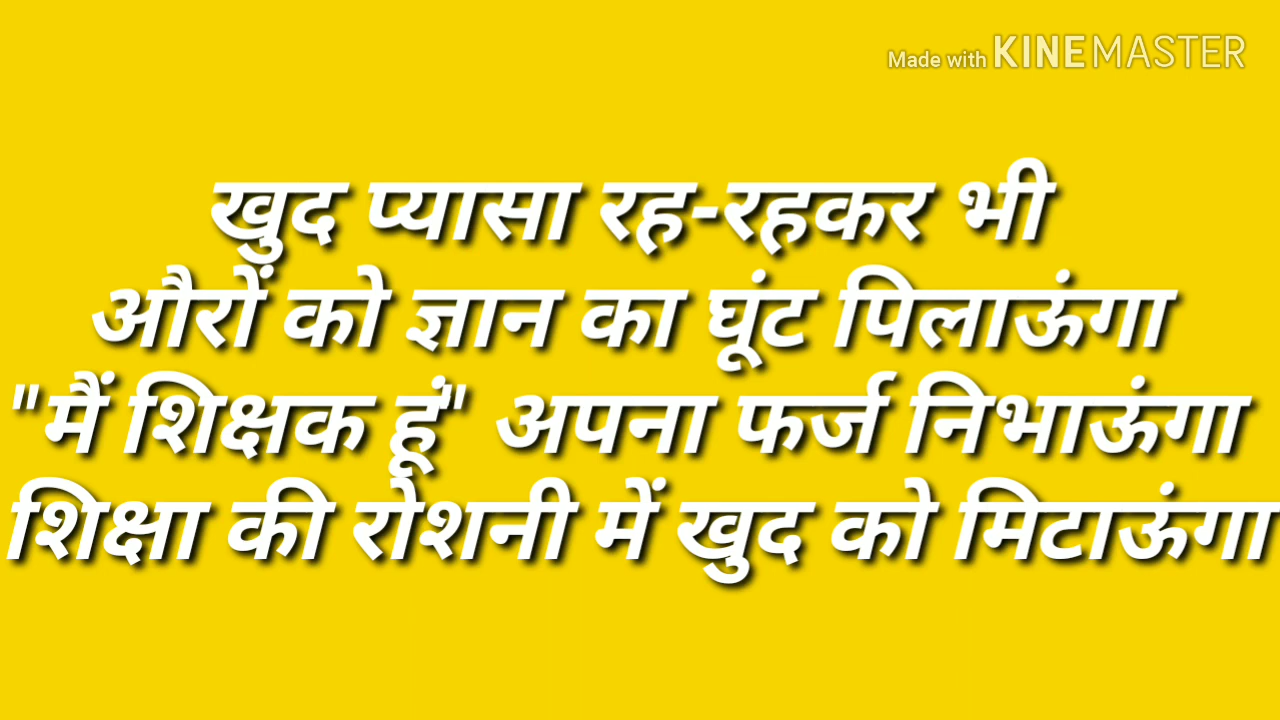 Made with KINEMASTER
खुद प्यासा रह-रहकर भी
औरों को ज्ञान का घूंट पिलाऊंगा
"मैं शिक्षक हूं" अपना फर्ज निभाऊंगा
शिक्षा की रोशनी में खुद को मिटाऊंगा